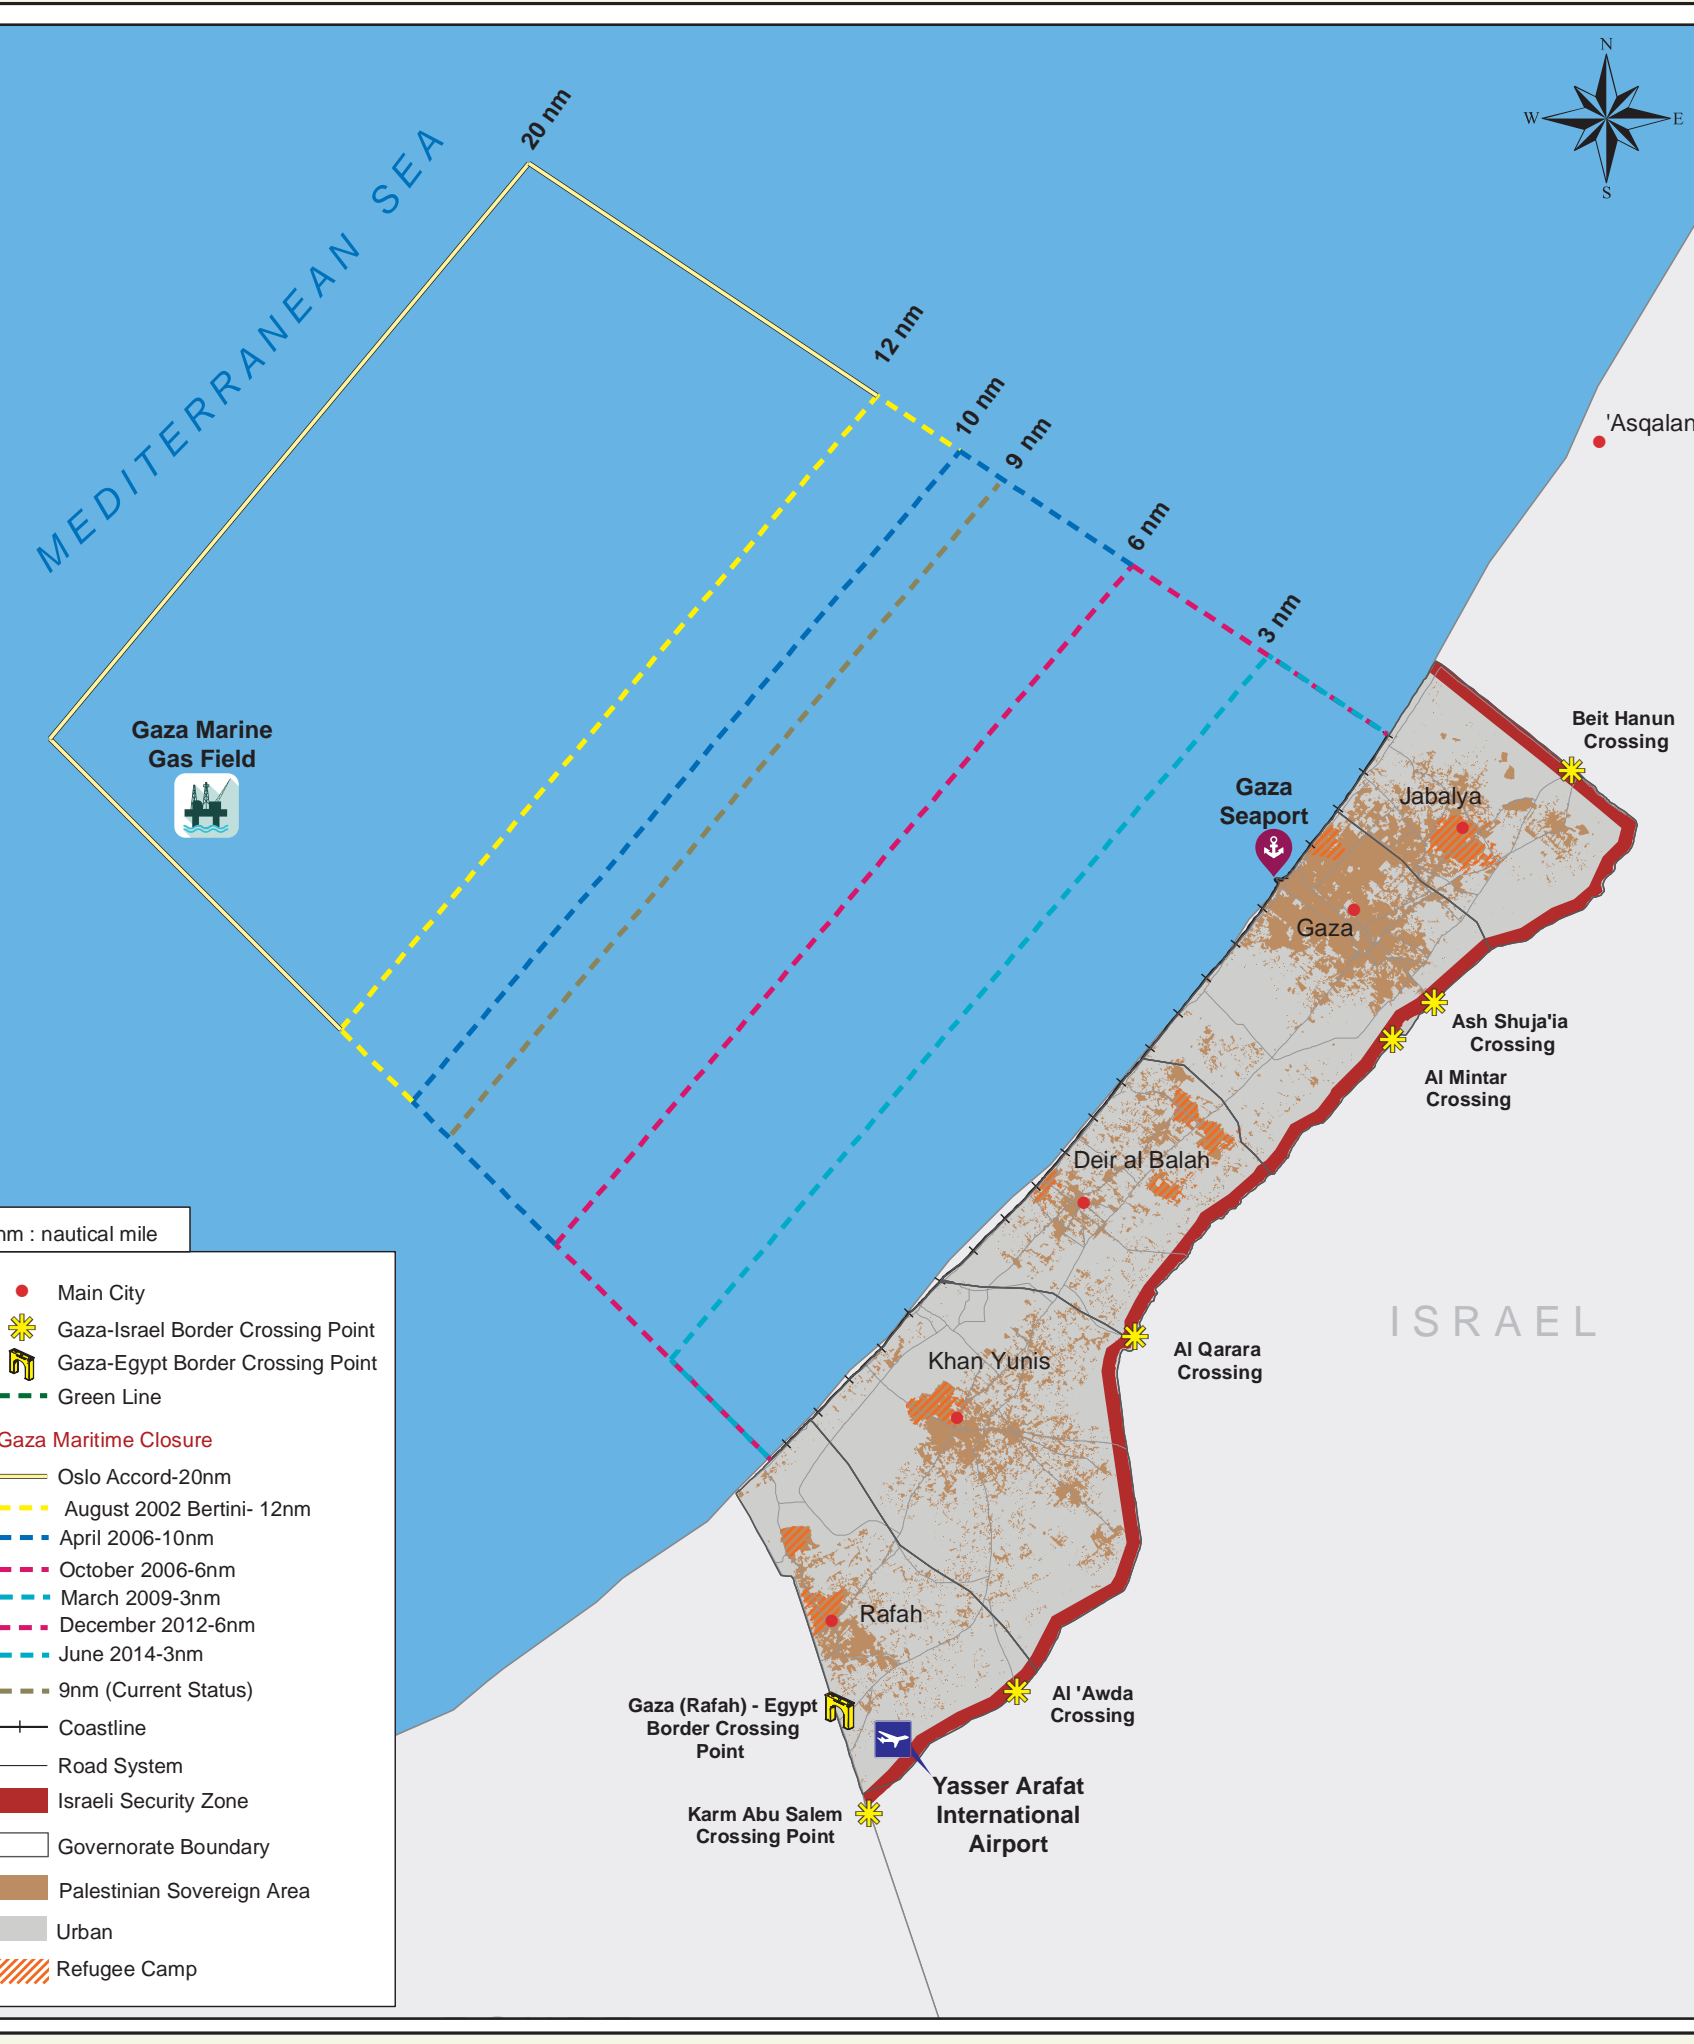 N
W
E
S
MEDITERRANEAN SEA
20 nm
12 nm
10 nm
9 nm
6 nm
3 nm
'Asqalan
Gaza Marine
Gas Field
Beit Hanun
Crossing
Jabalya
Gaza
Seaport
Gaza
Ash Shuja'ia
Crossing
Al Mintar
Crossing
Deir al Balah
ISRAEL
Al Qarara
Crossing
Khan Yunis
Rafah
Al 'Awda
Crossing
Gaza (Rafah) - Egypt
Border Crossing
Point
Yasser Arafat
International
Airport
Karm Abu Salem
Crossing Point
nm : nautical mile
Main City
Gaza-Israel Border Crossing Point
Gaza-Egypt Border Crossing Point
Green Line
Gaza Maritime Closure
Oslo Accord-20nm
August 2002 Bertini- 12nm
April 2006-10nm
October 2006-6nm
March 2009-3nm
December 2012-6nm
June 2014-3nm
9nm (Current Status)
Coastline
Road System
Israeli Security Zone
Governorate Boundary
Palestinian Sovereign Area
Urban
Refugee Camp